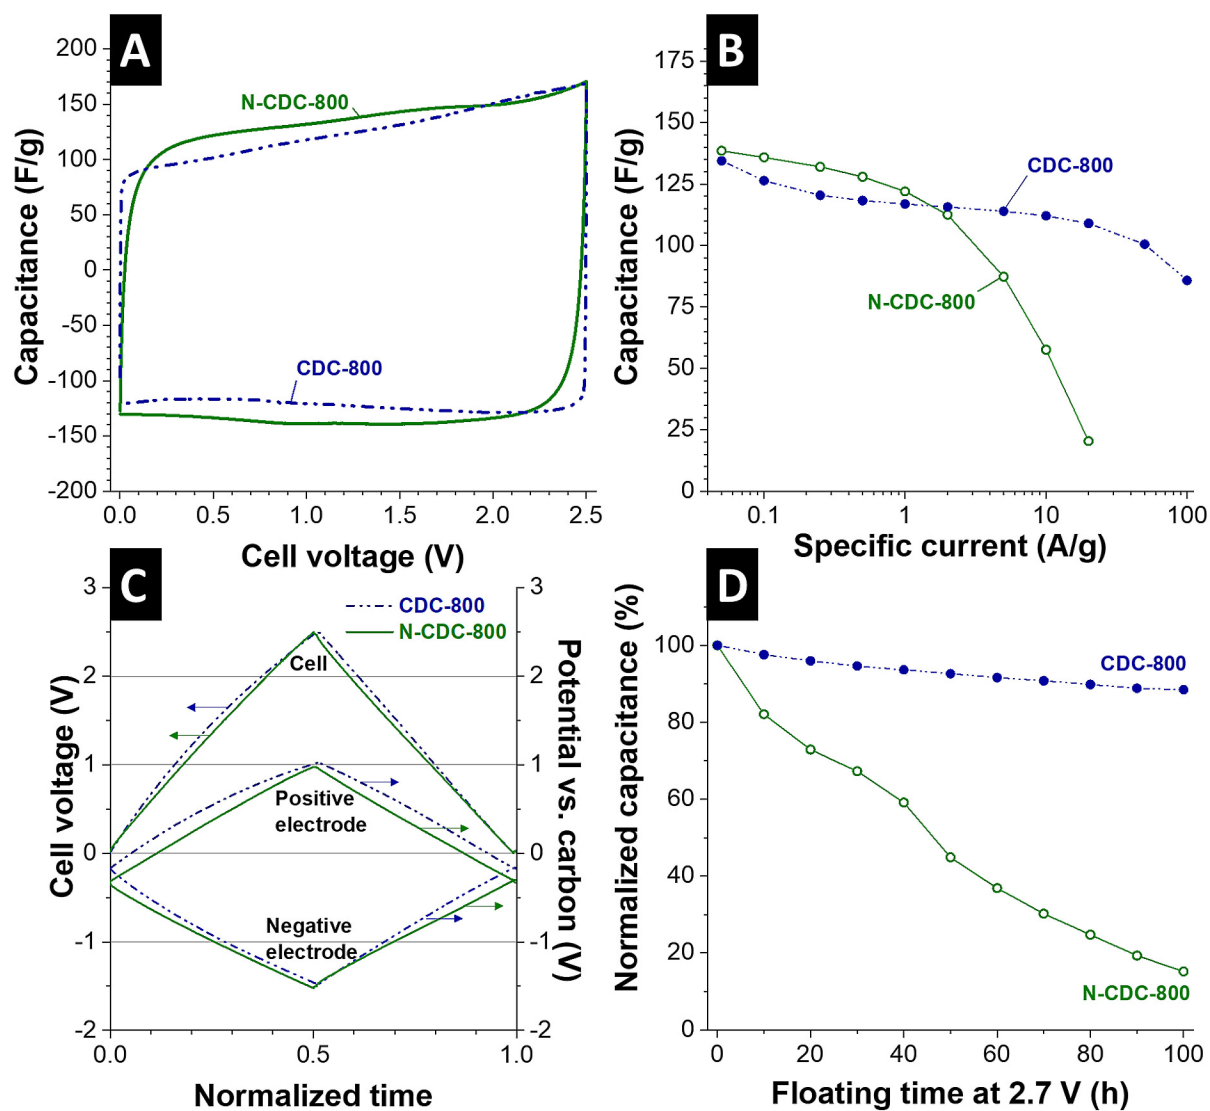 A
200
150
100
50
0
-50
-100
-150
-200
Capacitance (F/g)
N-CDC-800
CDC-800
0.0
0.5
1.0
1.5
2.0
2.5
Cell voltage (V)
B
175
150
125
100
75
50
25
0
Capacitance (F/g)
CDC-800
N-CDC-800
0.1
1
10
100
Specific current (A/g)
C
3
2
1
0
-1
-2
Cell voltage (V)
CDC-800
N-CDC-800
Cell
Positive
electrode
Negative
electrode
3
2
1
0
-1
-2
Potential vs. carbon (V)
0.0
0.5
1.0
Normalized time
D
100
80
60
40
20
0
Normalized capacitance (%)
CDC-800
N-CDC-800
0
20
40
60
80
100
Floating time at 2.7 V (h)